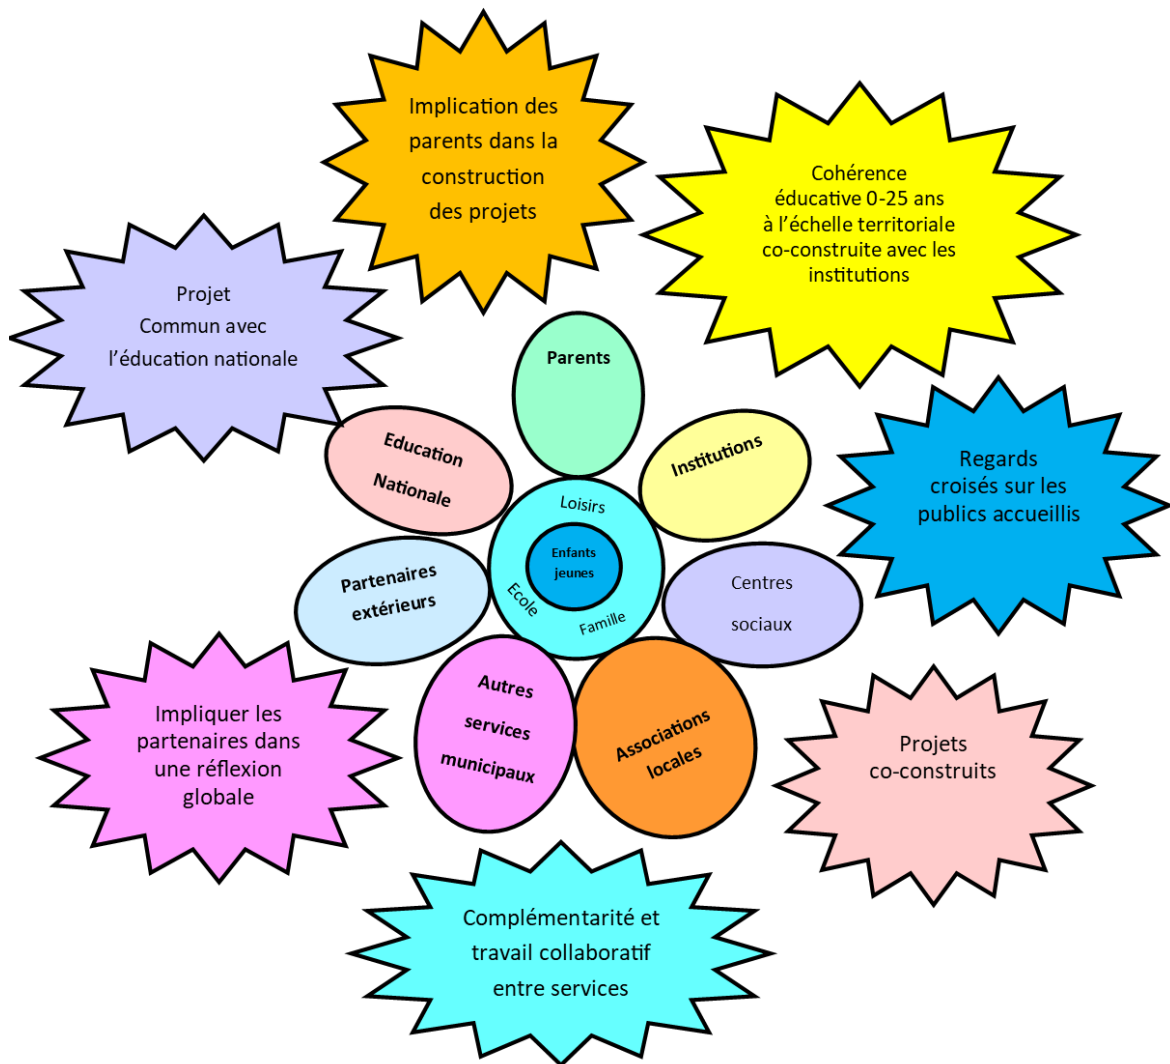 Implication des
parents dans la
construction
des projets
Cohérence
éducative 0-25 ans
à l’échelle territoriale
co-construite avec les
institutions
Projet
Commun avec
l’éducation nationale
Parents
Education
Nationale
Institutions
Regards
croisés sur les
publics accueillis
Loisirs
Enfants
jeunes
Ecole
Famille
Partenaires
extérieurs
Centres
sociaux
Autres
services
municipaux
Associations
locales
Impliquer les
partenaires dans
une réflexion
globale
Projets
co-construits
Complémentarité et
travail collaboratif
entre services